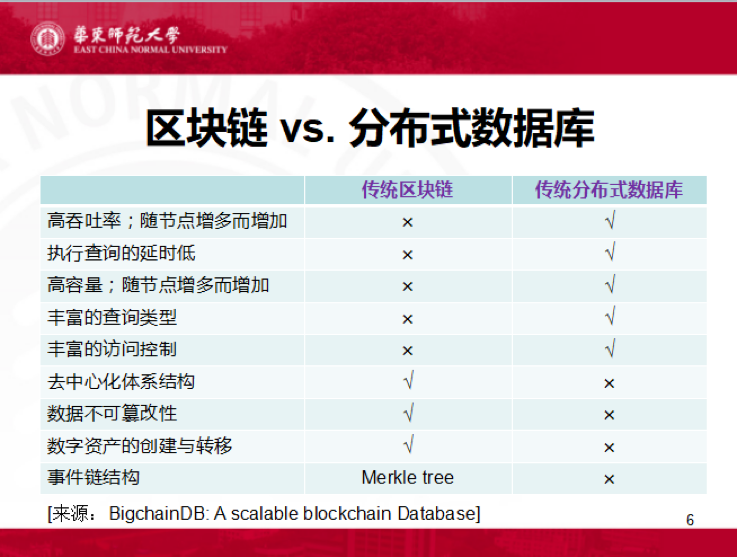 華東師範大學
EAST CHINA NORMAL UNIVERSITY
NORMAL U
区块链 vs. 分布式数据库
传统区块链 传统分布式数据库
高吞吐率；随节点增多而增加 × √
执行查询的延时低 × √
高容量；随节点增多而增加 × √
丰富的查询类型 × √
丰富的访问控制 × √
去中心化体系结构 √ ×
数据不可篡改性 √ ×
数字资产的创建与转移 √ ×
事件链结构 Merkle tree ×
[来源： BigchainDB: A scalable blockchain Database]
6